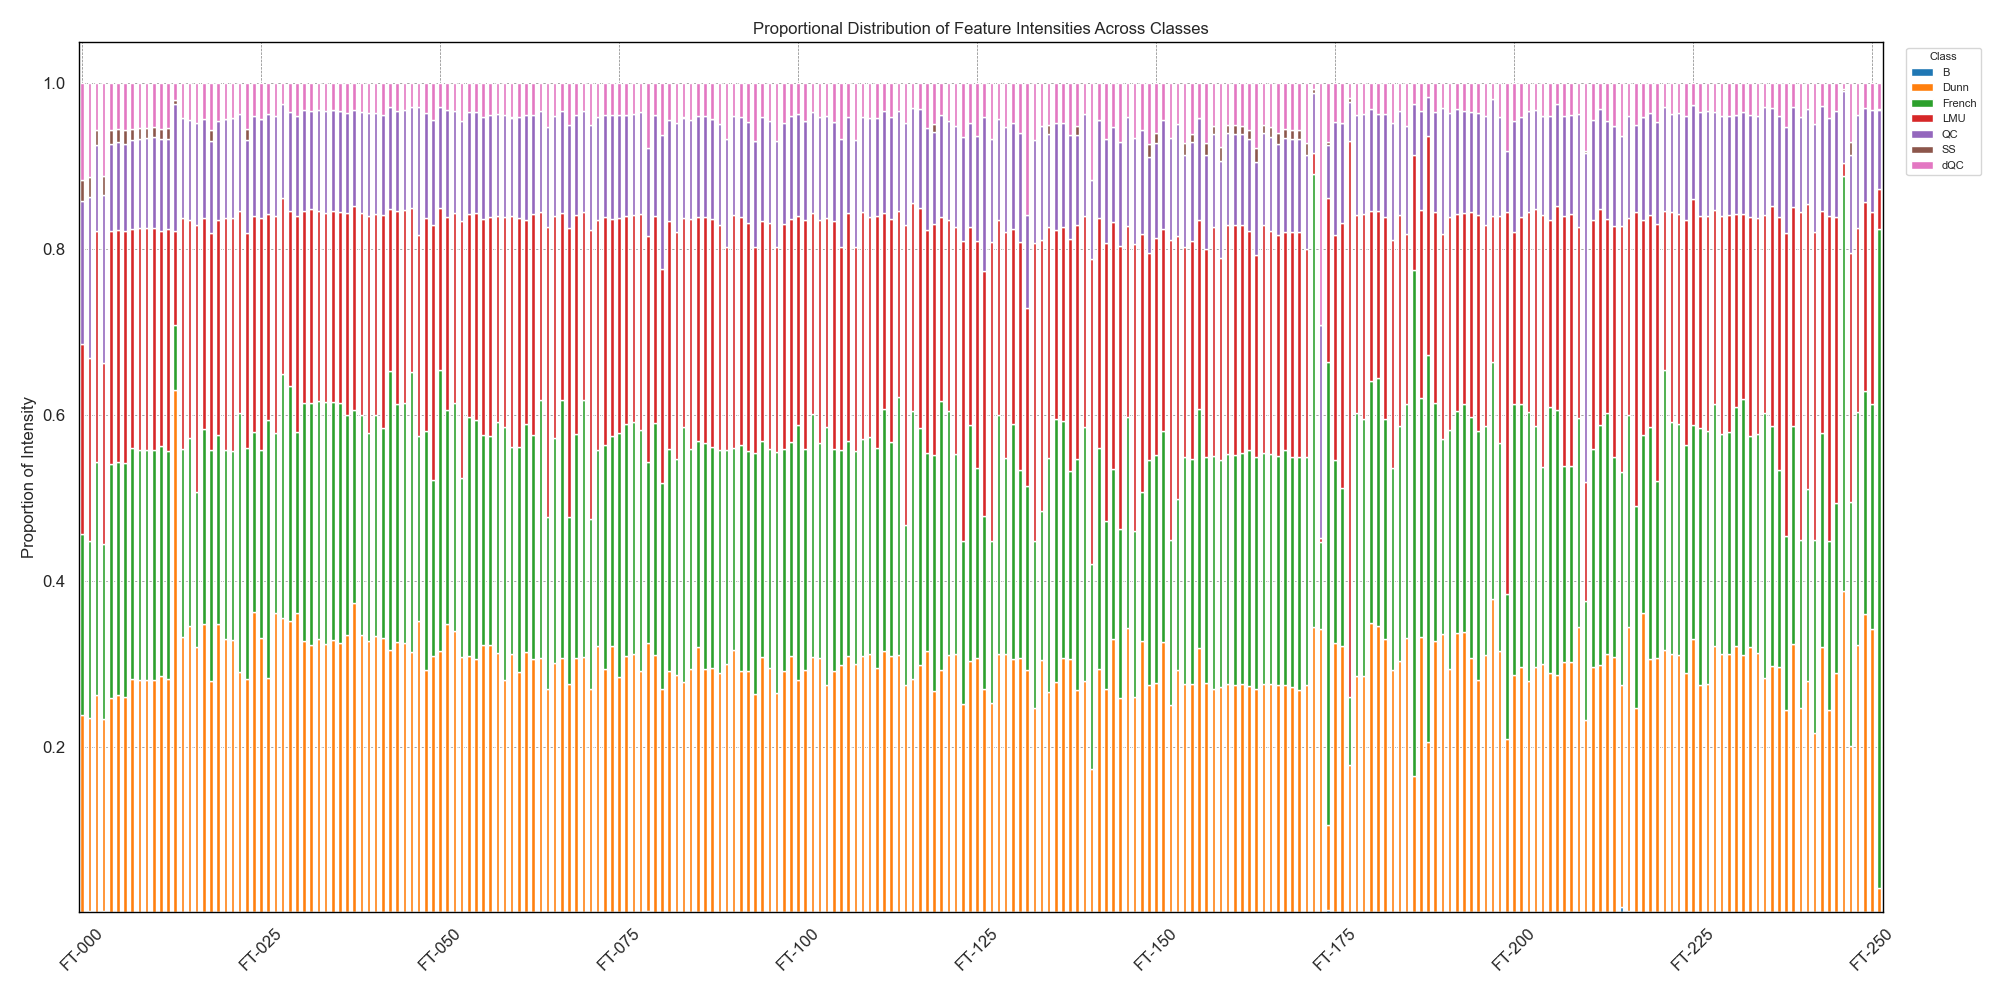 Proportional Distribution of Feature Intensities Across Classes
Class
B
Dunn
French
LMU
QC
SS
dQC
Proportion of Intensity
1.0
0.8
0.6
0.4
0.2
FT-000
FT-025
FT-050
FT-075
FT-100
FT-125
FT-150
FT-175
FT-200
FT-225
FT-250